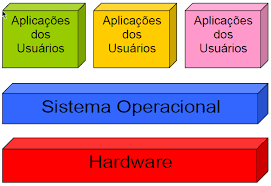 Aplicações
dos
Usuários
Aplicações
dos
Usuários
Aplicações
dos
Usuários
Sistema Operacional
Hardware